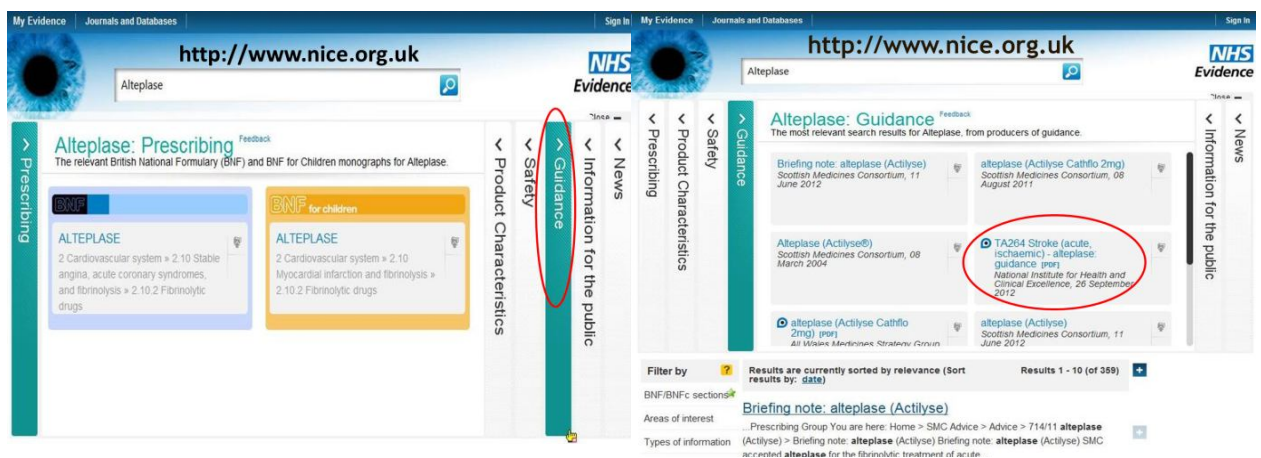 My Evidence Journals and Databases Sign In
http://www.nice.org.uk
Alteplase
NHS
Evidence
Close
Prescribing
Alteplase: Prescribing Feedback
The relevant British National Formulary (BNF) and BNF for Children monographs for Alteplase.
BNF
ALTEPLASE
2 Cardiovascular system » 2.10 Stable
angina, acute coronary syndromes,
and fibrinolysis » 2.10.2 Fibrinolytic
drugs
BNF for children
ALTEPLASE
2 Cardiovascular system » 2.10
Myocardial infarction and fibrinolysis »
2.10.2 Fibrinolytic drugs
Product Characteristics
Safety
Guidance
Information for the public
News
My Evidence Journals and Databases Sign In
http://www.nice.org.uk
Alteplase
NHS
Evidence
Prescribing
Product Characteristics
Safety
Guidance
Alteplase: Guidance Feedback
The most relevant search results for Alteplase, from producers of guidance.
Briefing note: alteplase (Actilyse)
Scottish Medicines Consortium, 11
June 2012
alteplase (Actilyse Cathflo 2mg)
Scottish Medicines Consortium, 08
August 2011
Alteplase (Actilyse®)
Scottish Medicines Consortium, 08
March 2004
TA264 Stroke (acute,
ischaemic) - alteplase:
guidance [PDF]
National Institute for Health and
Clinical Excellence, 26 September
2012
alteplase (Actilyse Cathflo
2mg) [PDF]
All Wales Medicines Strategy Group
alteplase (Actilyse)
Scottish Medicines Consortium, 11
June 2012
Information for the public
News
Filter by ?
BNF/BNFc sections
Areas of interest
Types of information
Results are currently sorted by relevance (Sort
results by: date)
Results 1 - 10 (of 359)
Briefing note: alteplase (Actilyse)
...Prescribing Group You are here: Home > SMC Advice > Advice > 714/11 alteplase
(Actilyse) > Briefing note: alteplase (Actilyse) Briefing note: alteplase (Actilyse) SMC
accepted alteplase for the fibrinolytic treatment of acute